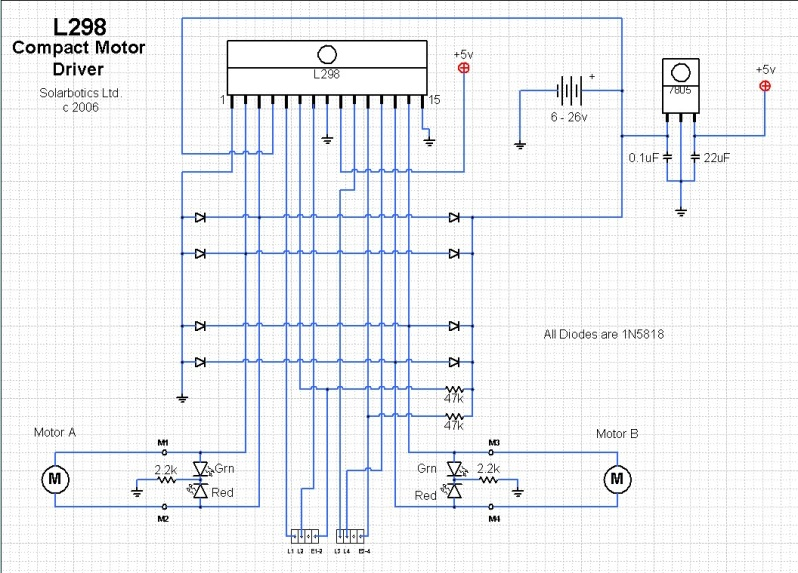 L298
Compact Motor
Driver
Solarbotics Ltd.
c 2006
L298
1
15
+5v
+
6 - 26v
7805
+5v
0.1uF
22uF
All Diodes are 1N5818
47k
47k
Motor A
M
M1
M2
2.2k
Grn
Red
Motor B
M
M3
M4
Grn
Red
2.2k
L1 L2 E1-2
L3 L4 E3-4